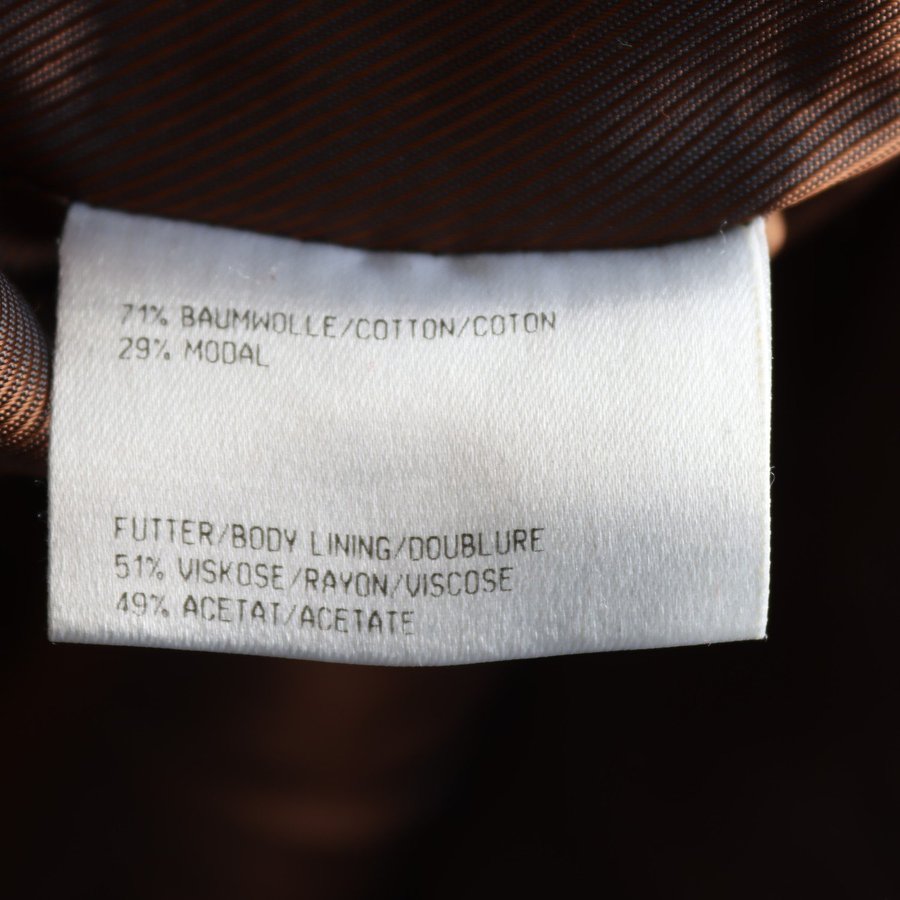 71% BAUMWOLLE/COTTON/COTON
29% MODAL
FUTTER/BODY LINING/DOUBLURE
51% VISKOSE/RAYON/VISCOSE
49% ACETAT/ACETATE